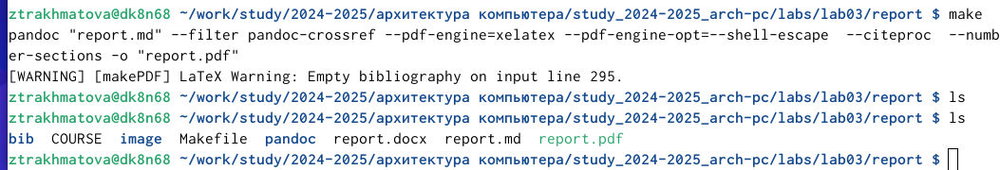 ztrakhmatova@dk8n68 ~/work/study/2024-2025/архитектура компьютера/study_2024-2025_arch-pc/labs/lab03/report $ make
pandoc "report.md" --filter pandoc-crossref --pdf-engine=xelatex --pdf-engine-opt=--shell-escape  --citeproc  --numb
er-sections -o "report.pdf"
[WARNING] [makePDF] LaTeX Warning: Empty bibliography on input line 295.
ztrakhmatova@dk8n68 ~/work/study/2024-2025/архитектура компьютера/study_2024-2025_arch-pc/labs/lab03/report $ ls
ztrakhmatova@dk8n68 ~/work/study/2024-2025/архитектура компьютера/study_2024-2025_arch-pc/labs/lab03/report $ ls
bib  COURSE  image  Makefile  pandoc  report.docx  report.md  report.pdf
ztrakhmatova@dk8n68 ~/work/study/2024-2025/архитектура компьютера/study_2024-2025_arch-pc/labs/lab03/report $